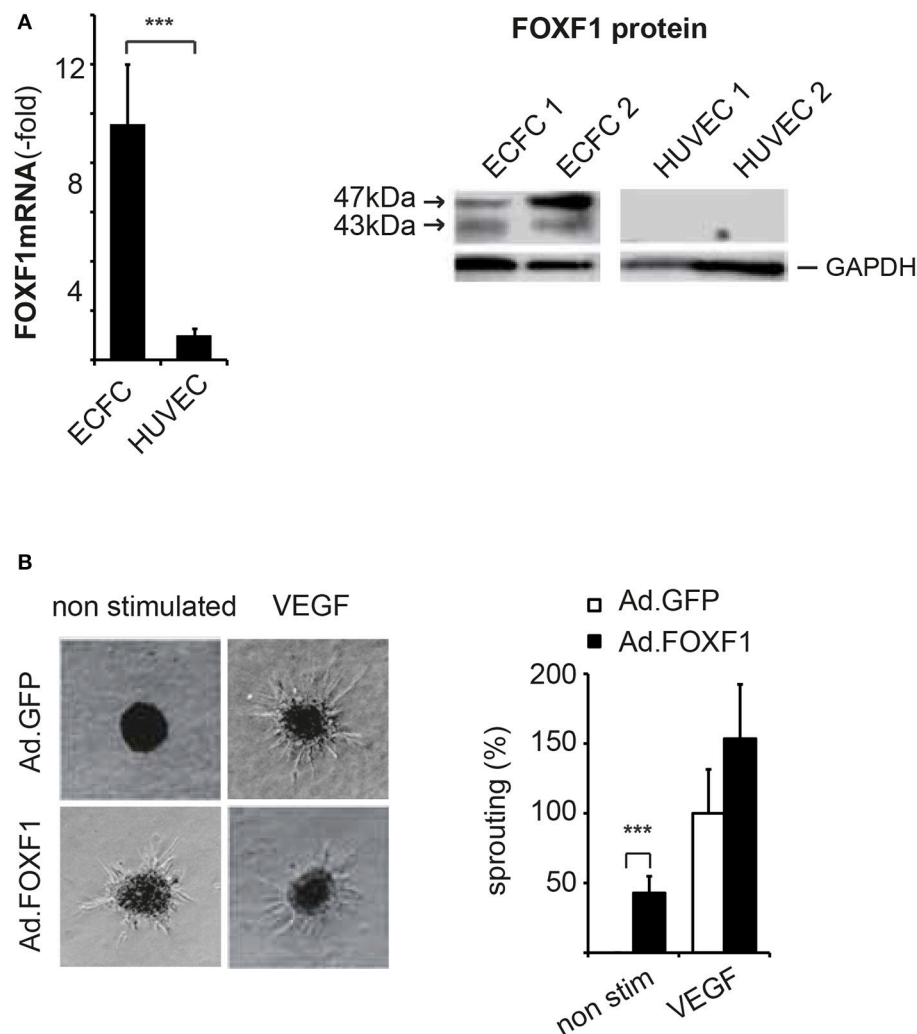 A
***
FOXF1mRNA(-fold)
12
8
4
ECFC
HUVEC
FOXF1 protein
ECFC 1
ECFC 2
HUVEC 1
HUVEC 2
47kDa→
43kDa→
– GAPDH
B
non stimulated
VEGF
Ad.GFP
Ad.FOXF1
Ad.GFP
Ad.FOXF1
sprouting (%)
200
150
100
50
***
non stim
VEGF